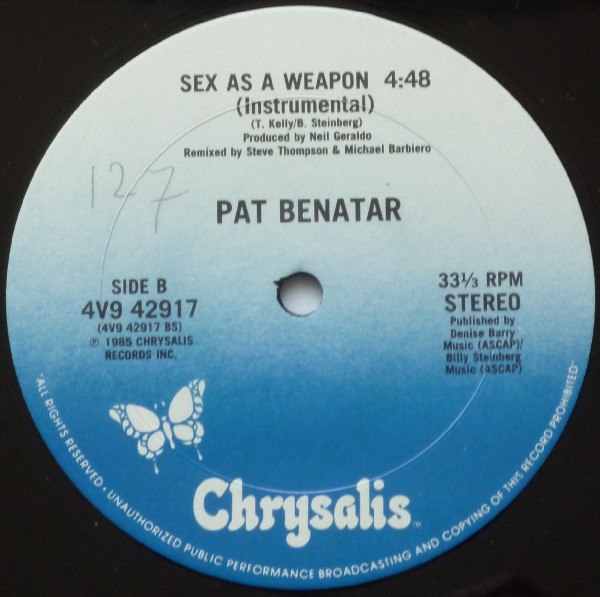 SEX AS A WEAPON 4:48
(Instrumental)
(T. Kelly/B. Steinberg)
Produced by Neil Geraldo
Remixed by Steve Thompson & Michael Barbiero
12-7
PAT BENATAR
SIDE B
4V9 42917
(4V9 42917 BS)
℗ 1985 CHRYSALIS
RECORDS INC.
33⅓ RPM
STEREO
Published by
Denise Barry
Music (ASCAP)/
Billy Steinberg
Music (ASCAP)
Chrysalis™
"ALL RIGHTS RESERVED • UNAUTHORIZED PUBLIC PERFORMANCE BROADCASTING AND COPYING OF THIS RECORD PROHIBITED"